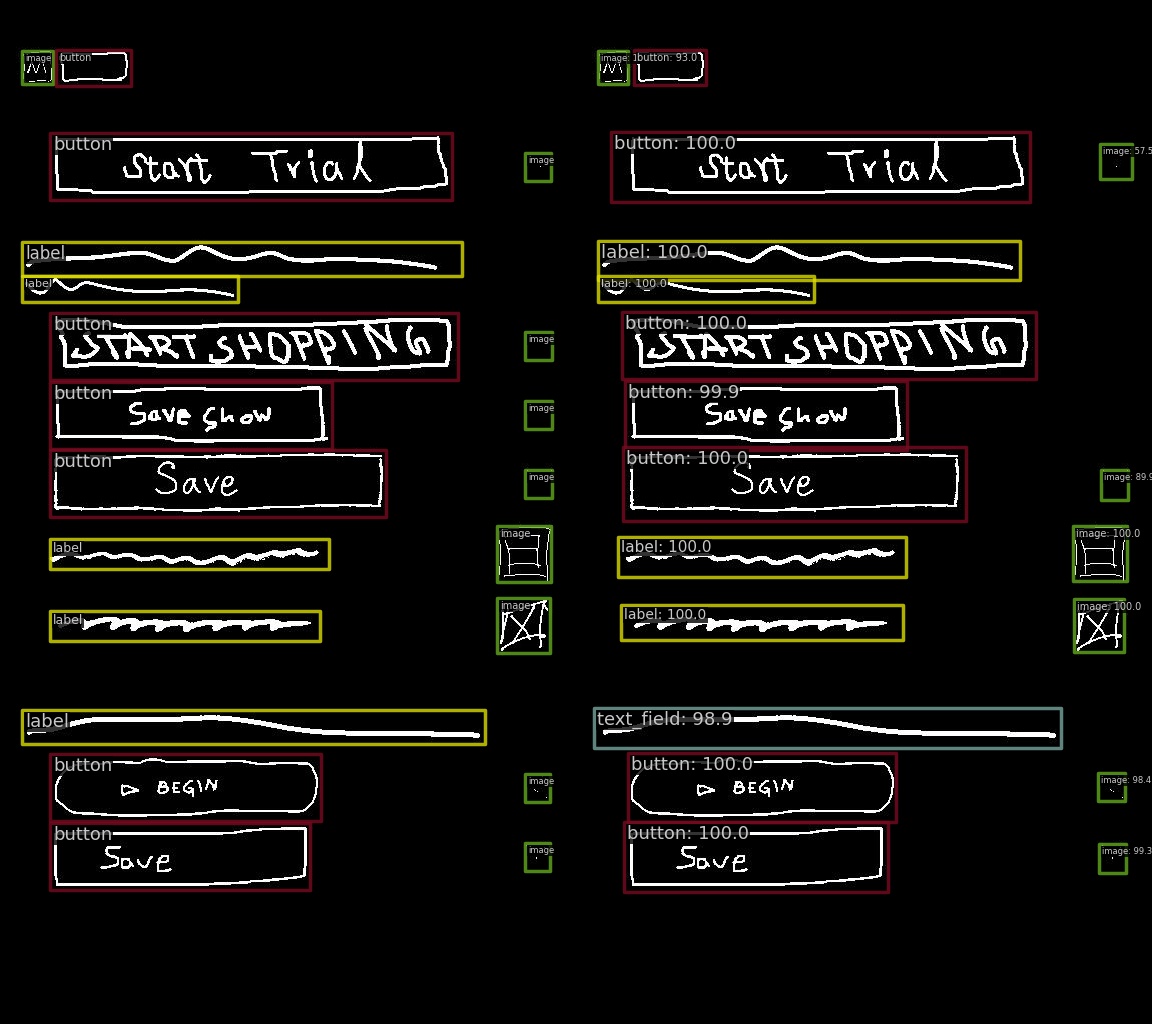 image button image: 1 button: 93.0
button button: 100.0
Start Trial image Start Trial image: 57.5
label label: 100.0
label label: 100.0
button button: 100.0
START SHOPPING image START SHOPPING
button button: 99.9
Save Show image Save Show
button button: 100.0
Save image Save image: 89.9
label image label: 100.0 image: 100.0
label image label: 100.0 image: 100.0
label text_field: 98.9
button button: 100.0
BEGIN image BEGIN image: 98.4
button button: 100.0
Save image Save image: 99.3